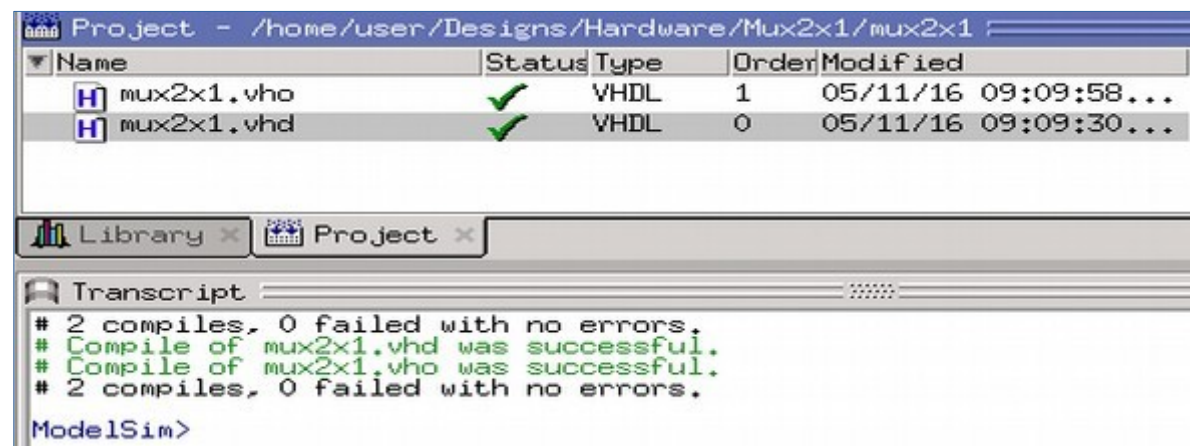 Project - /home/user/Designs/Hardware/Mux2x1/mux2x1
Name Status Type Order Modified
mux2x1.vho VHDL 1 05/11/16 09:09:58...
mux2x1.vhd VHDL 0 05/11/16 09:09:30...
Library Project
Transcript
# 2 compiles, 0 failed with no errors.
# Compile of mux2x1.vhd was successful.
# Compile of mux2x1.vho was successful.
# 2 compiles, 0 failed with no errors.
ModelSim>